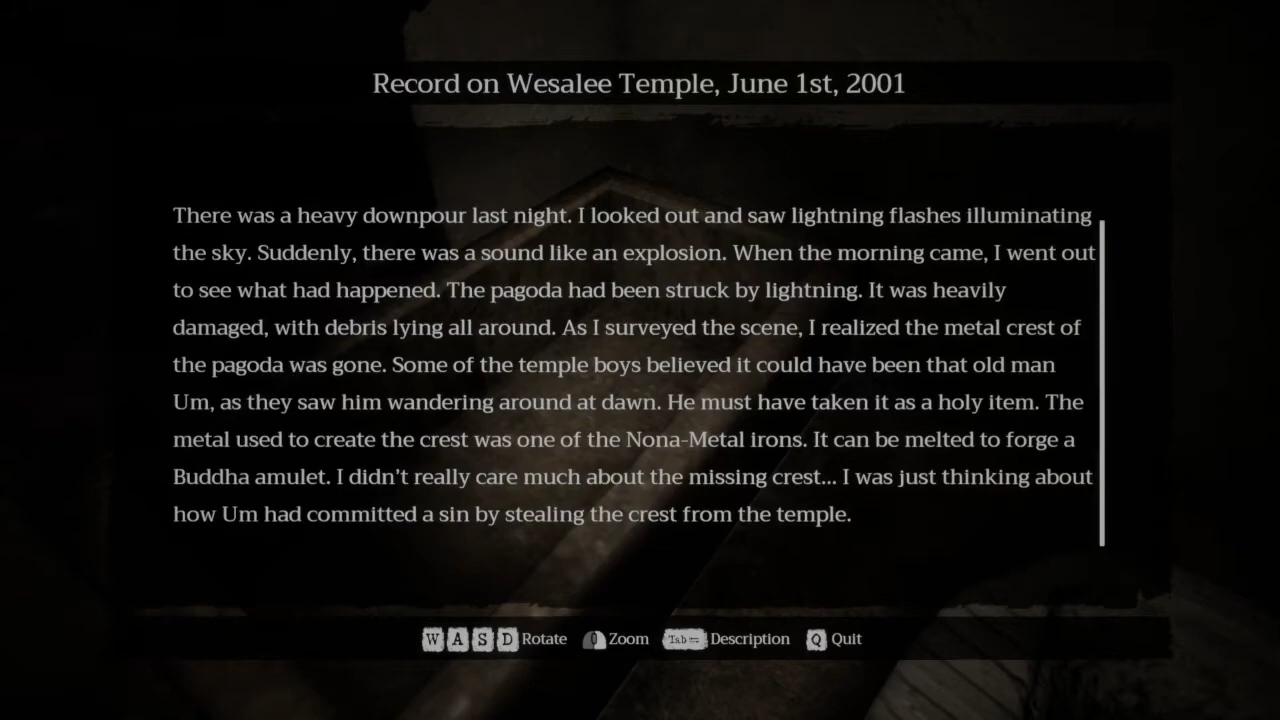 Record on Wesalee Temple, June 1st, 2001
There was a heavy downpour last night. I looked out and saw lightning flashes illuminating
the sky. Suddenly, there was a sound like an explosion. When the morning came, I went out
to see what had happened. The pagoda had been struck by lightning. It was heavily
damaged, with debris lying all around. As I surveyed the scene, I realized the metal crest of
the pagoda was gone. Some of the temple boys believed it could have been that old man
Um, as they saw him wandering around at dawn. He must have taken it as a holy item. The
metal used to create the crest was one of the Nona-Metal irons. It can be melted to forge a
Buddha amulet. I didn't really care much about the missing crest... I was just thinking about
how Um had committed a sin by stealing the crest from the temple.
W A S D Rotate Zoom Tab Description Q Quit